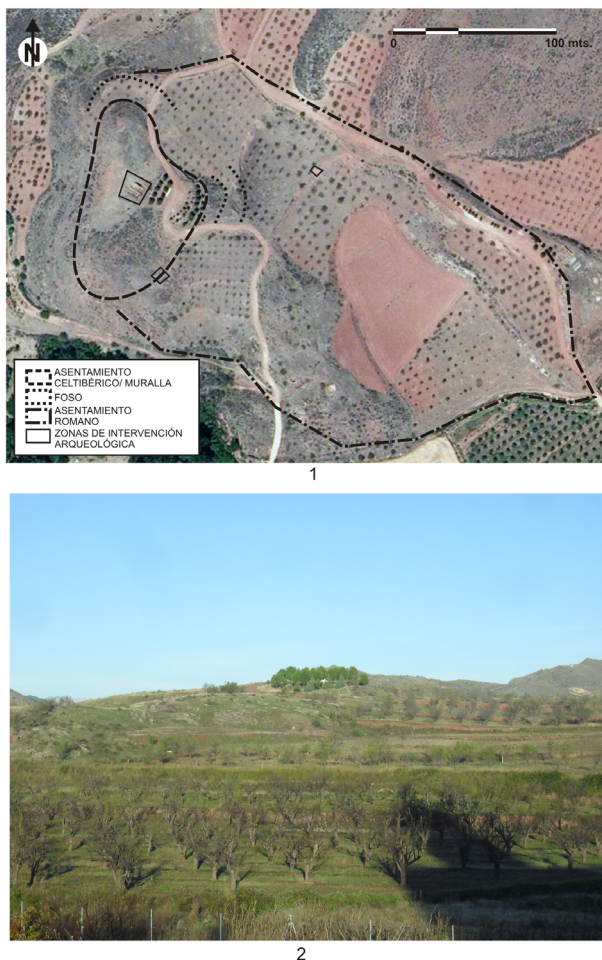 N
0 100 mts.
ASENTAMIENTO
CELTIBÉRICO/ MURALLA
FOSO
ASENTAMIENTO
ROMANO
ZONAS DE INTERVENCIÓN
ARQUEOLÓGICA
1
2